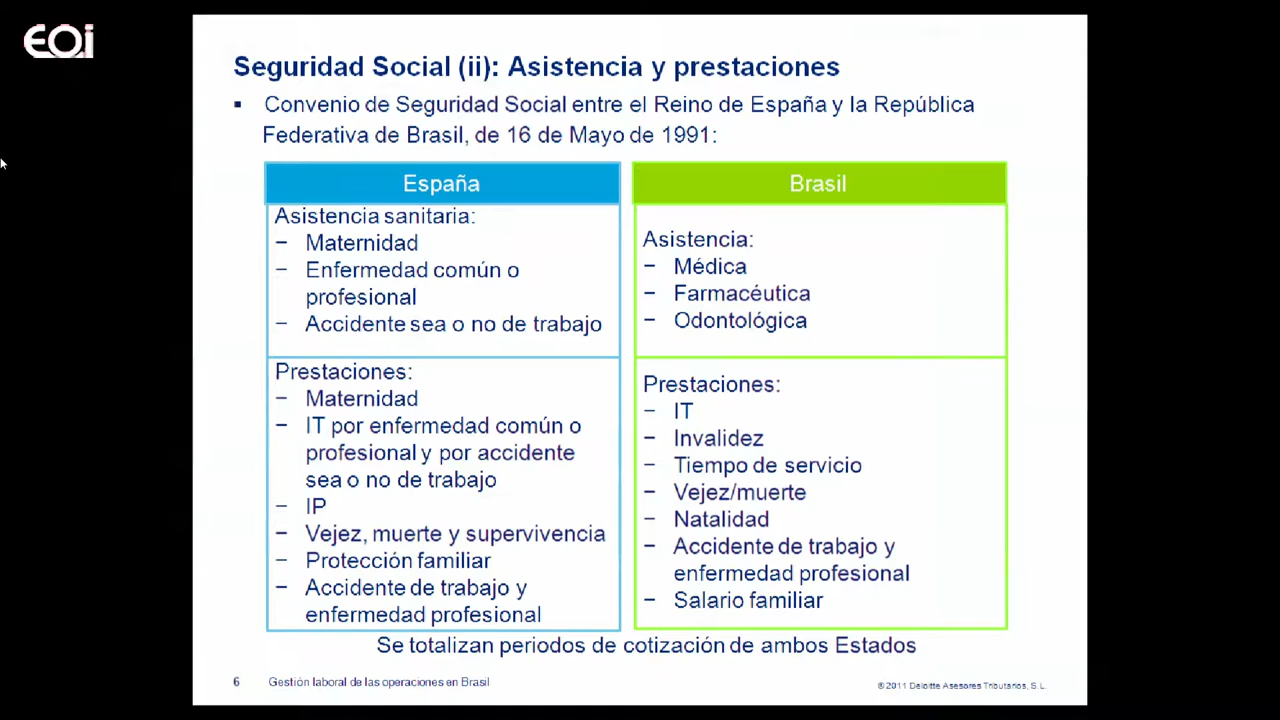 EOi
Seguridad Social (ii): Asistencia y prestaciones
▪ Convenio de Seguridad Social entre el Reino de España y la República
Federativa de Brasil, de 16 de Mayo de 1991:
España
Asistencia sanitaria:
− Maternidad
− Enfermedad común o
profesional
− Accidente sea o no de trabajo
Prestaciones:
− Maternidad
− IT por enfermedad común o
profesional y por accidente
sea o no de trabajo
− IP
− Vejez, muerte y supervivencia
− Protección familiar
− Accidente de trabajo y
enfermedad profesional
Brasil
Asistencia:
− Médica
− Farmacéutica
− Odontológica
Prestaciones:
− IT
− Invalidez
− Tiempo de servicio
− Vejez/muerte
− Natalidad
− Accidente de trabajo y
enfermedad profesional
− Salario familiar
Se totalizan periodos de cotización de ambos Estados
6 Gestión laboral de las operaciones en Brasil
© 2011 Deloitte Asesores Tributarios, S.L.